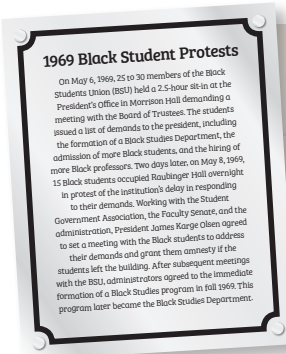 1969 Black Student Protests
On May 6, 1969, 25 to 30 members of the Black
Students Union (BSU) held a 2.5-hour sit-in at the
President's Office in Morrison Hall demanding a
meeting with the Board of Trustees. The students
issued a list of demands to the president, including
the formation of a Black Studies Department, the
admission of more Black students, and the hiring of
more Black professors. Two days later, on May 8, 1969,
15 Black students occupied Raubinger Hall overnight
in protest of the institution's delay in responding
to their demands. Working with the Student
Government Association, the Faculty Senate, and the
administration, President James Karge Olsen agreed
to set a meeting with the Black students to address
their demands and grant them amnesty if the
students left the building. After subsequent meetings
with the BSU, administrators agreed to the immediate
formation of a Black Studies program in fall 1969. This
program later became the Black Studies Department.